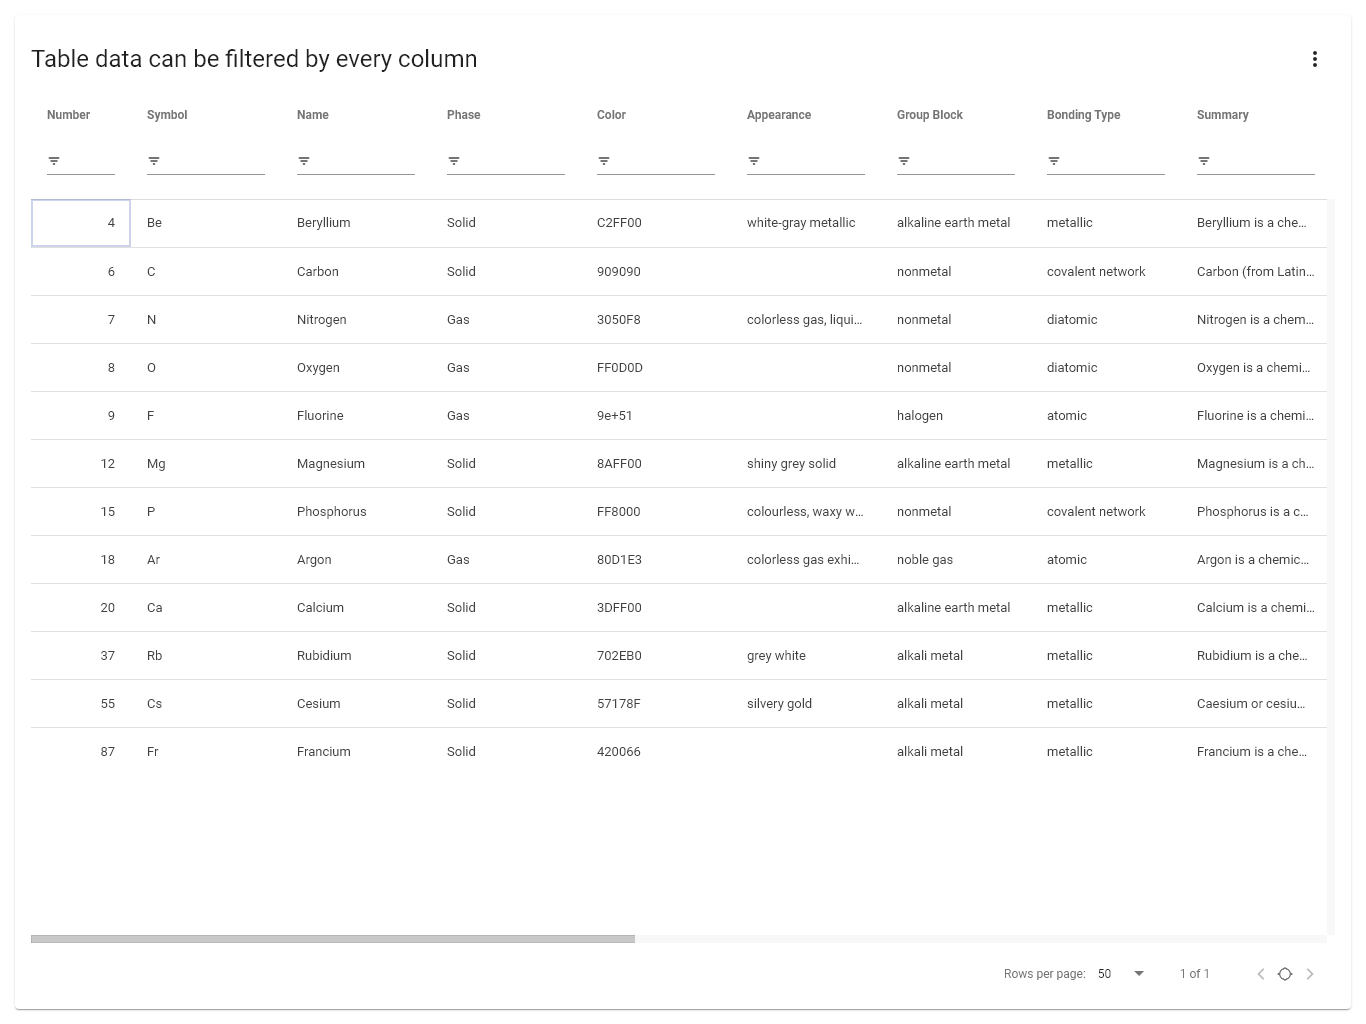 Table data can be filtered by every column
Number Symbol Name Phase Color Appearance Group Block Bonding Type Summary
4 Be Beryllium Solid C2FF00 white-gray metallic alkaline earth metal metallic Beryllium is a che...
6 C Carbon Solid 909090 nonmetal covalent network Carbon (from Latin...
7 N Nitrogen Gas 3050F8 colorless gas, liqui... nonmetal diatomic Nitrogen is a chem...
8 O Oxygen Gas FF0D0D nonmetal diatomic Oxygen is a chemi...
9 F Fluorine Gas 9e+51 halogen atomic Fluorine is a chemi...
12 Mg Magnesium Solid 8AFF00 shiny grey solid alkaline earth metal metallic Magnesium is a ch...
15 P Phosphorus Solid FF8000 colourless, waxy w... nonmetal covalent network Phosphorus is a c...
18 Ar Argon Gas 80D1E3 colorless gas exhi... noble gas atomic Argon is a chemic...
20 Ca Calcium Solid 3DFF00 alkaline earth metal metallic Calcium is a chemi...
37 Rb Rubidium Solid 702EB0 grey white alkali metal metallic Rubidium is a che...
55 Cs Cesium Solid 57178F silvery gold alkali metal metallic Caesium or cesiu...
87 Fr Francium Solid 420066 alkali metal metallic Francium is a che...
Rows per page: 50 1 of 1